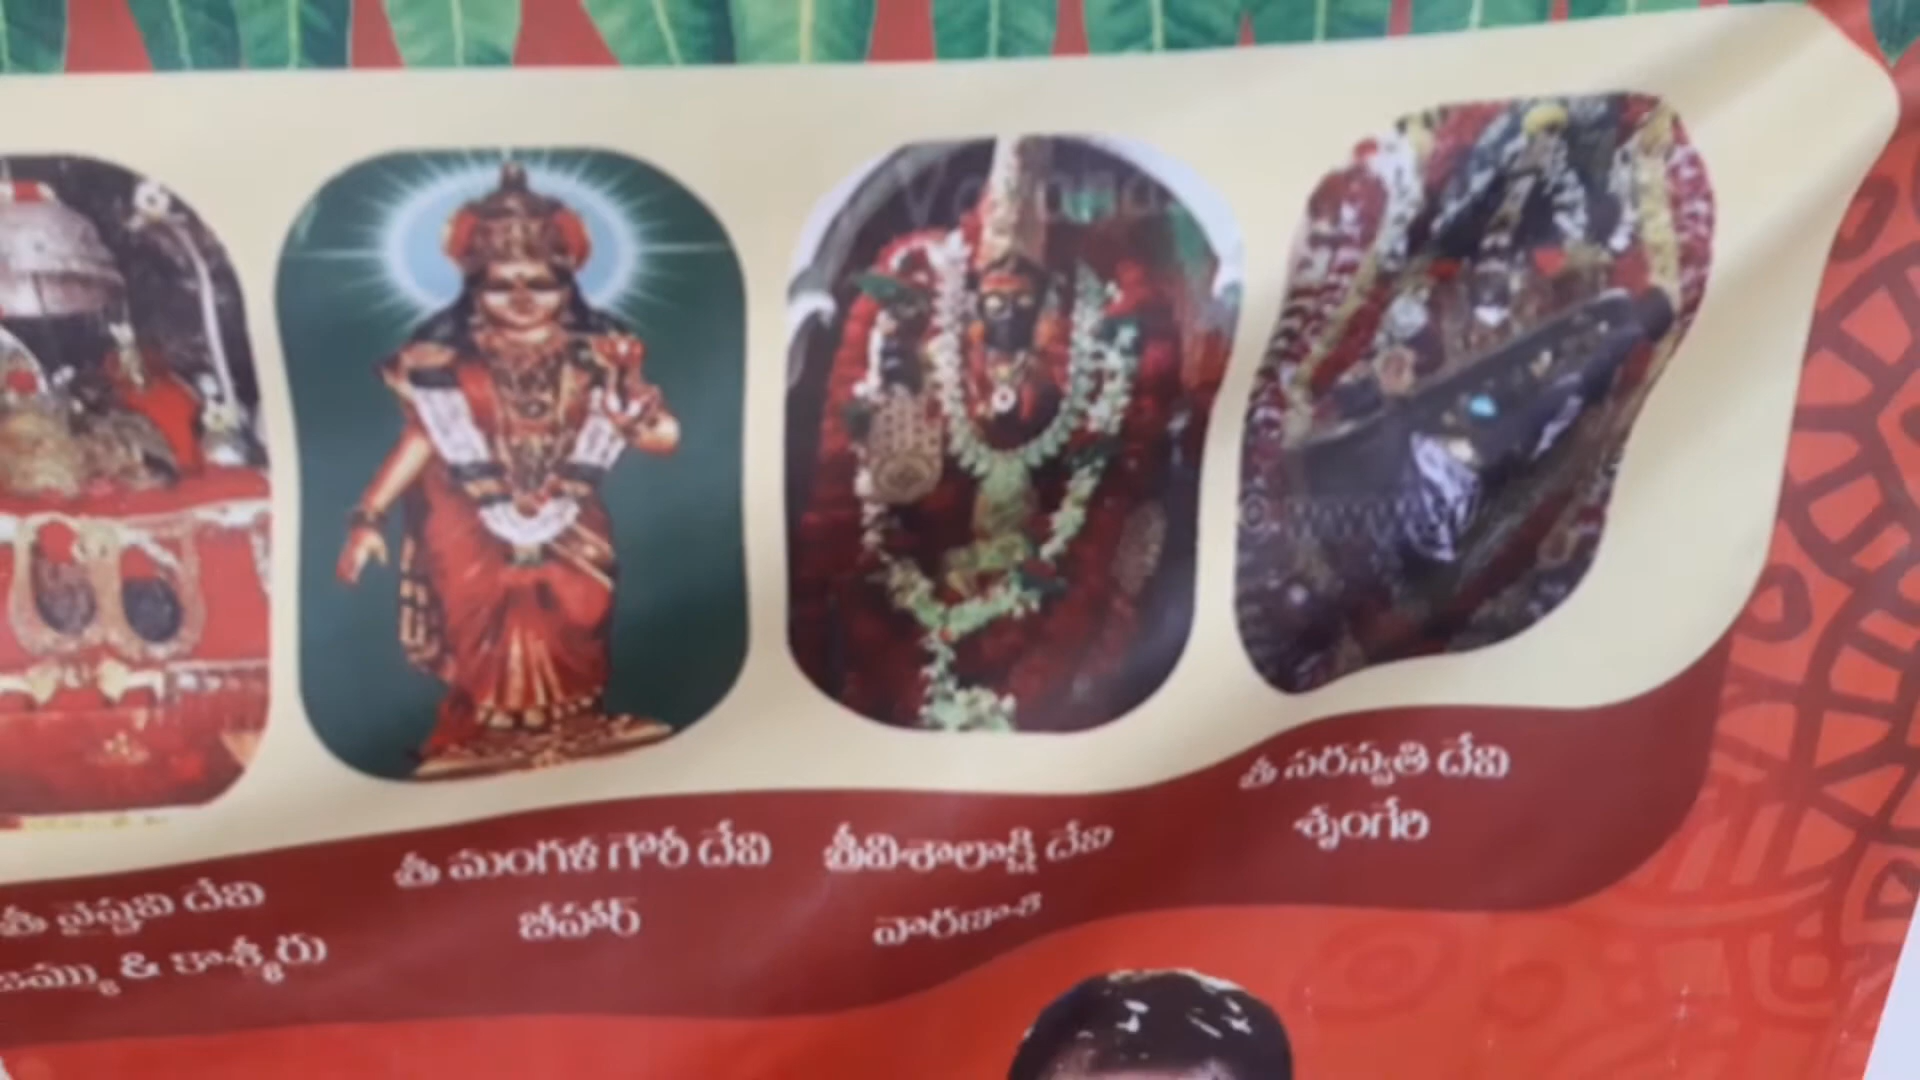 శ్రీ వైష్ణవి దేవి
జమ్ము & కాశ్మీరు
శ్రీ మంగళ గౌరీ దేవి
బీహార్
శ్రీవిశాలాక్షి దేవి
వారణాశి
శ్రీ సరస్వతి దేవి
శృంగేరి